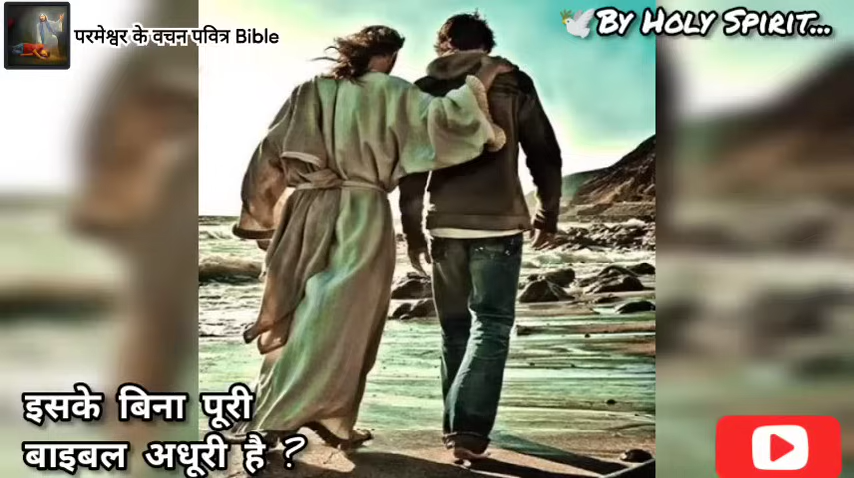 परमेश्वर के वचन पवित्र Bible
🕊️By Holy Spirit...
इसके बिना पूरी
बाइबल अधूरी है ?